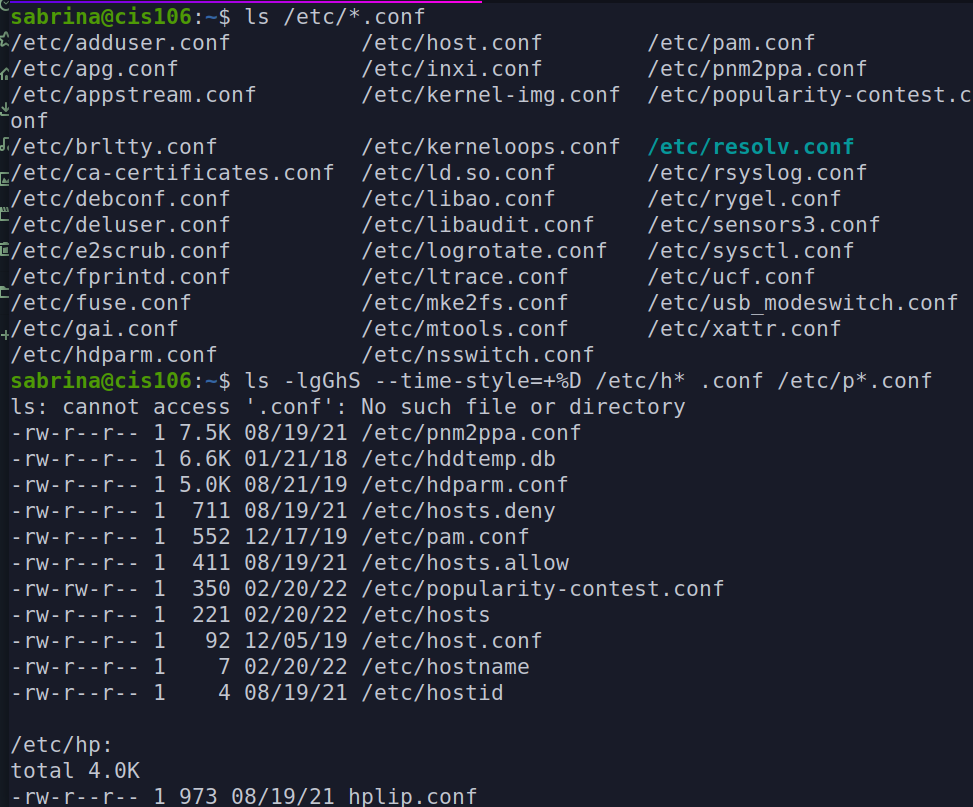 sabrina@cis106:~$ ls /etc/*.conf
/etc/adduser.conf          /etc/host.conf        /etc/pam.conf
/etc/apg.conf              /etc/inxi.conf        /etc/pnm2ppa.conf
/etc/appstream.conf        /etc/kernel-img.conf  /etc/popularity-contest.c
onf
/etc/brltty.conf           /etc/kerneloops.conf  /etc/resolv.conf
/etc/ca-certificates.conf  /etc/ld.so.conf       /etc/rsyslog.conf
/etc/debconf.conf          /etc/libao.conf       /etc/rygel.conf
/etc/deluser.conf          /etc/libaudit.conf    /etc/sensors3.conf
/etc/e2scrub.conf          /etc/logrotate.conf   /etc/sysctl.conf
/etc/fprintd.conf          /etc/ltrace.conf      /etc/ucf.conf
/etc/fuse.conf             /etc/mke2fs.conf      /etc/usb_modeswitch.conf
/etc/gai.conf              /etc/mtools.conf      /etc/xattr.conf
/etc/hdparm.conf           /etc/nsswitch.conf
sabrina@cis106:~$ ls -lgGhS --time-style=+%D /etc/h* .conf /etc/p*.conf
ls: cannot access '.conf': No such file or directory
-rw-r--r-- 1 7.5K 08/19/21 /etc/pnm2ppa.conf
-rw-r--r-- 1 6.6K 01/21/18 /etc/hddtemp.db
-rw-r--r-- 1 5.0K 08/21/19 /etc/hdparm.conf
-rw-r--r-- 1  711 08/19/21 /etc/hosts.deny
-rw-r--r-- 1  552 12/17/19 /etc/pam.conf
-rw-r--r-- 1  411 08/19/21 /etc/hosts.allow
-rw-rw-r-- 1  350 02/20/22 /etc/popularity-contest.conf
-rw-r--r-- 1  221 02/20/22 /etc/hosts
-rw-r--r-- 1   92 12/05/19 /etc/host.conf
-rw-r--r-- 1    7 02/20/22 /etc/hostname
-rw-r--r-- 1    4 08/19/21 /etc/hostid

/etc/hp:
total 4.0K
-rw-r--r-- 1 973 08/19/21 hplip.conf